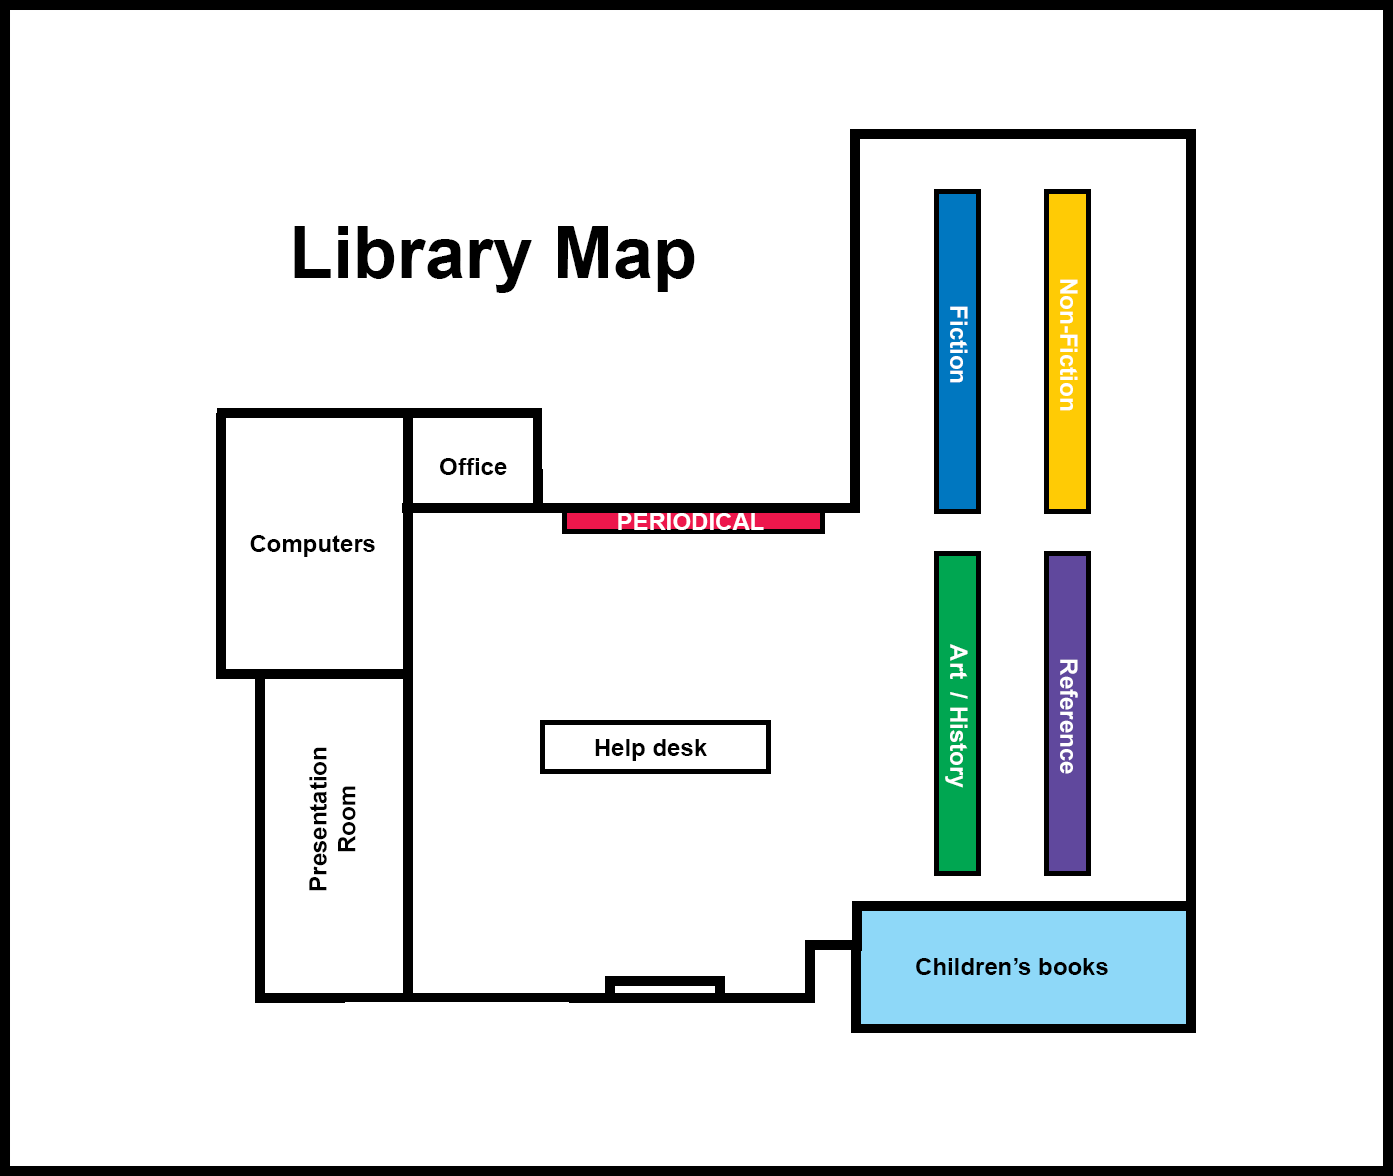 Library Map
Fiction
Non-Fiction
Office
PERIODICAL
Computers
Art / History
Reference
Help desk
Presentation
Room
Children’s books